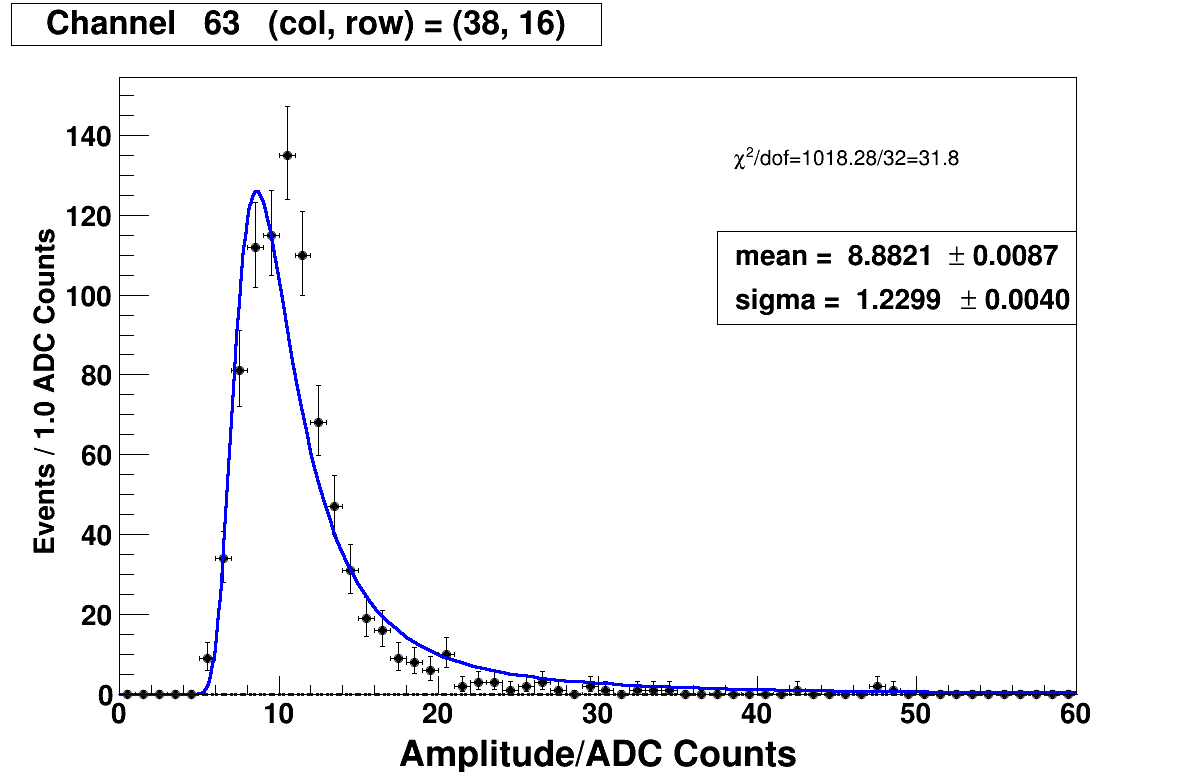 Channel 63 (col, row) = (38, 16)
χ²/dof=1018.28/32=31.8
mean = 8.8821 ± 0.0087
sigma = 1.2299 ± 0.0040
Events / 1.0 ADC Counts
140
120
100
80
60
40
20
0
0 10 20 30 40 50 60
Amplitude/ADC Counts